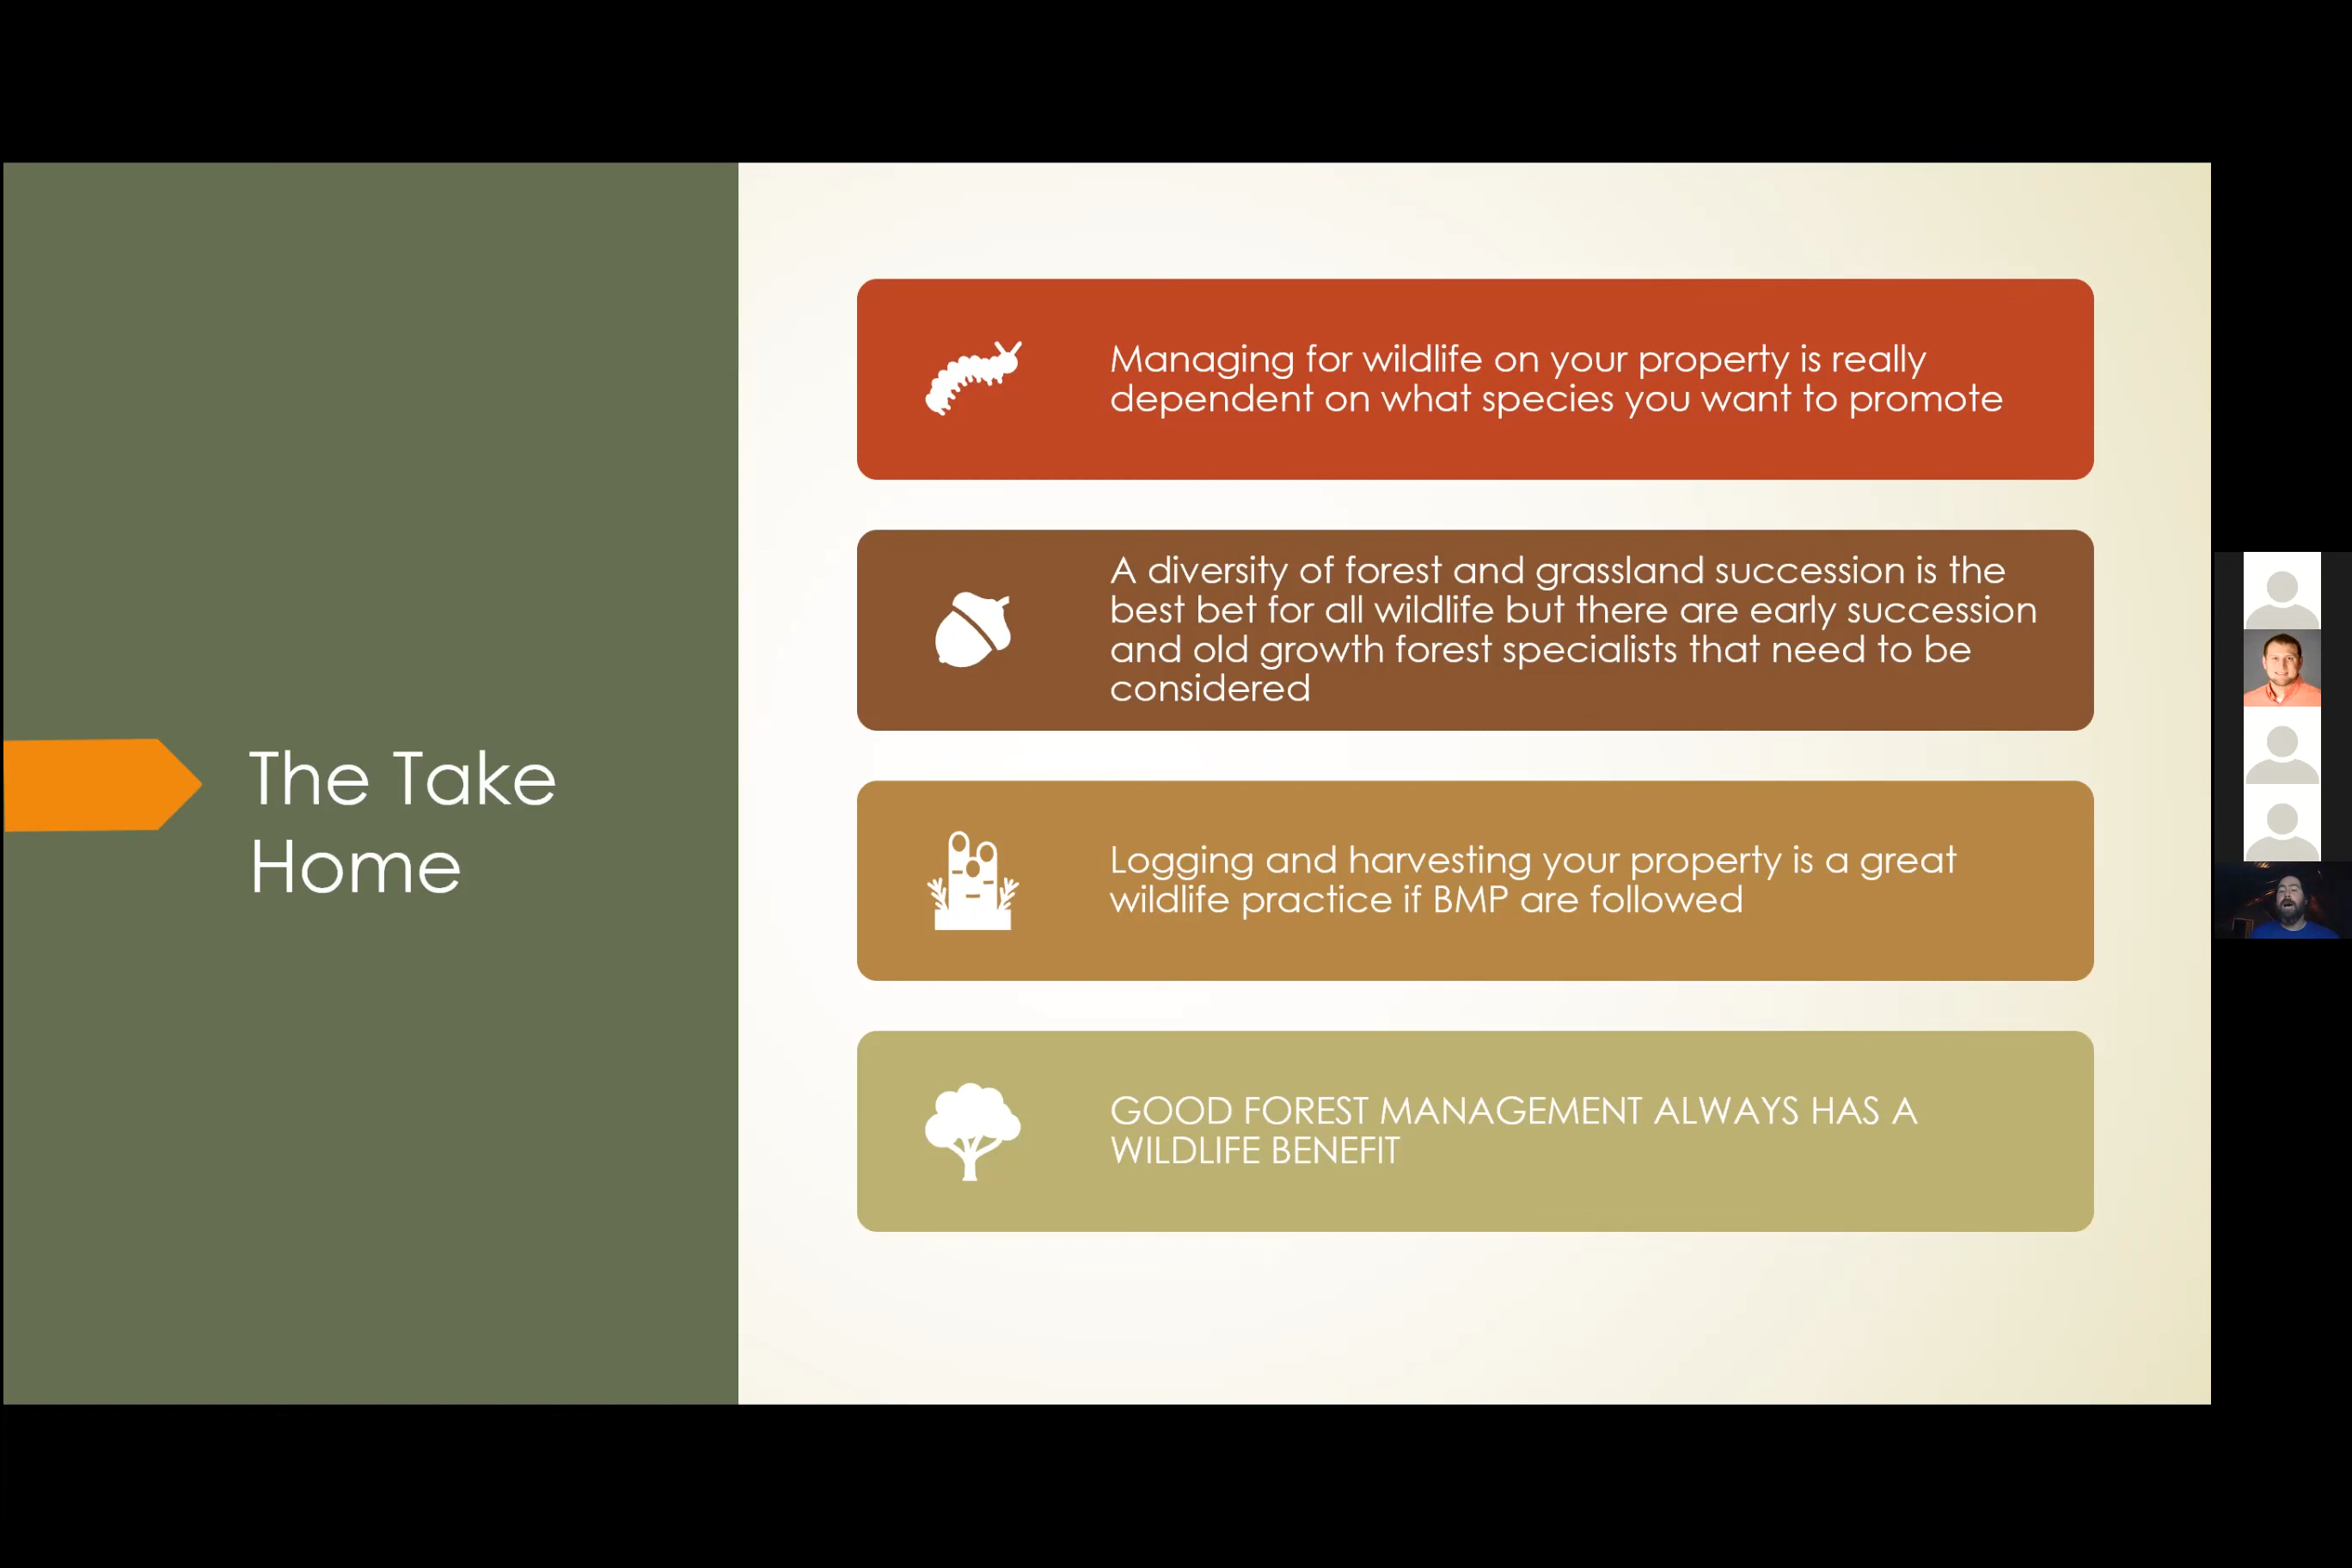 The Take
Home
Managing for wildlife on your property is really
dependent on what species you want to promote
A diversity of forest and grassland succession is the
best bet for all wildlife but there are early succession
and old growth forest specialists that need to be
considered
Logging and harvesting your property is a great
wildlife practice if BMP are followed
GOOD FOREST MANAGEMENT ALWAYS HAS A
WILDLIFE BENEFIT